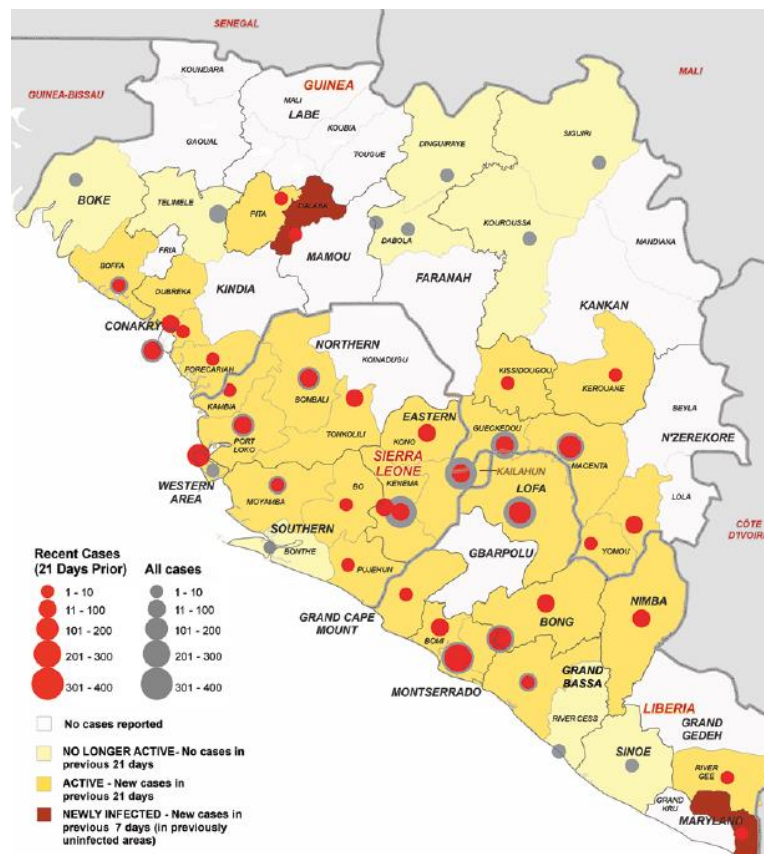 SENEGAL
GUINEA-BISSAU
MALI
KOUNDARA
GUINEA
MALI
LABE
KOUBIA
TOUGUE
GAOUAL
DINGUIRAYE
SIGUIRI
BOKE
TELIMELE
PITA
DALABA
KOUROUSSA
DABOLA
MAMOU
MANDIANA
FRIA
BOFFA
DUBREKA
KINDIA
FARANAH
KANKAN
CONAKRY
NORTHERN
KOINADUGU
FORECARIAH
KISSIDOUGOU
KEROUANE
KAMBIA
BOMBALI
BEYLA
PORT
LOKO
TONKOLILI
EASTERN
KONO
GUECKEDOU
N'ZEREKORE
SIERRA
LEONE
KAILAHUN
MACENTA
WESTERN
AREA
MOYAMBA
BO
KENEMA
LOFA
LOLA
CÔTE
D'IVOIRE
SOUTHERN
BONTHE
GBARPOLU
YOMOU
PUJEHUN
GRAND CAPE
MOUNT
BOMI
BONG
NIMBA
MONTSERRADO
GRAND
BASSA
RIVER CESS
LIBERIA
GRAND
GEDEH
SINOE
RIVER
GEE
GRAND
KRU
MARYLAND
Recent Cases
(21 Days Prior)
1 - 10
11 - 100
101 - 200
201 - 300
301 - 400
All cases
1 - 10
11 - 100
101 - 200
201 - 300
301 - 400
No cases reported
NO LONGER ACTIVE- No cases in
previous 21 days
ACTIVE - New cases in
previous 21 days
NEWLY INFECTED - New cases in
previous 7 days (in previously
uninfected areas)